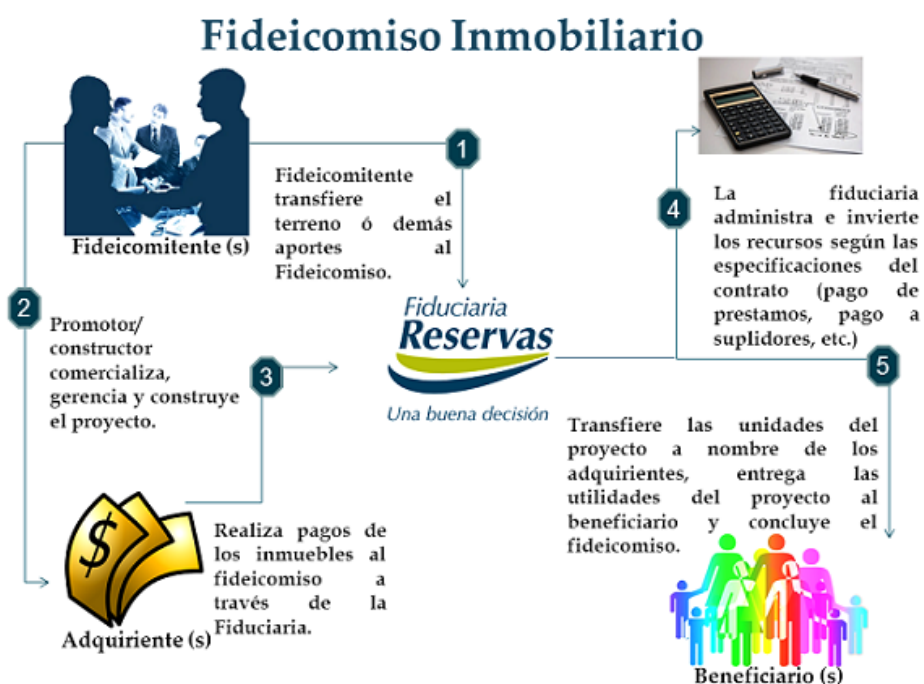 Fideicomiso Inmobiliario
Fideicomitente (s)
1
Fideicomitente
transfiere el
terreno ó demás
aportes al
Fideicomiso.
2
Promotor/
constructor
comercializa,
gerencia y construye
el proyecto.
3
Adquiriente (s)
$
Realiza pagos de
los inmuebles al
fideicomiso a
través de la
Fiduciaria.
Fiduciaria
Reservas
Una buena decisión
4
La fiduciaria
administra e invierte
los recursos según las
especificaciones del
contrato (pago de
prestamos, pago a
suplidores, etc.)
5
Transfiere las unidades del
proyecto a nombre de los
adquirientes, entrega las
utilidades del proyecto al
beneficiario y concluye el
fideicomiso.
Beneficiario (s)